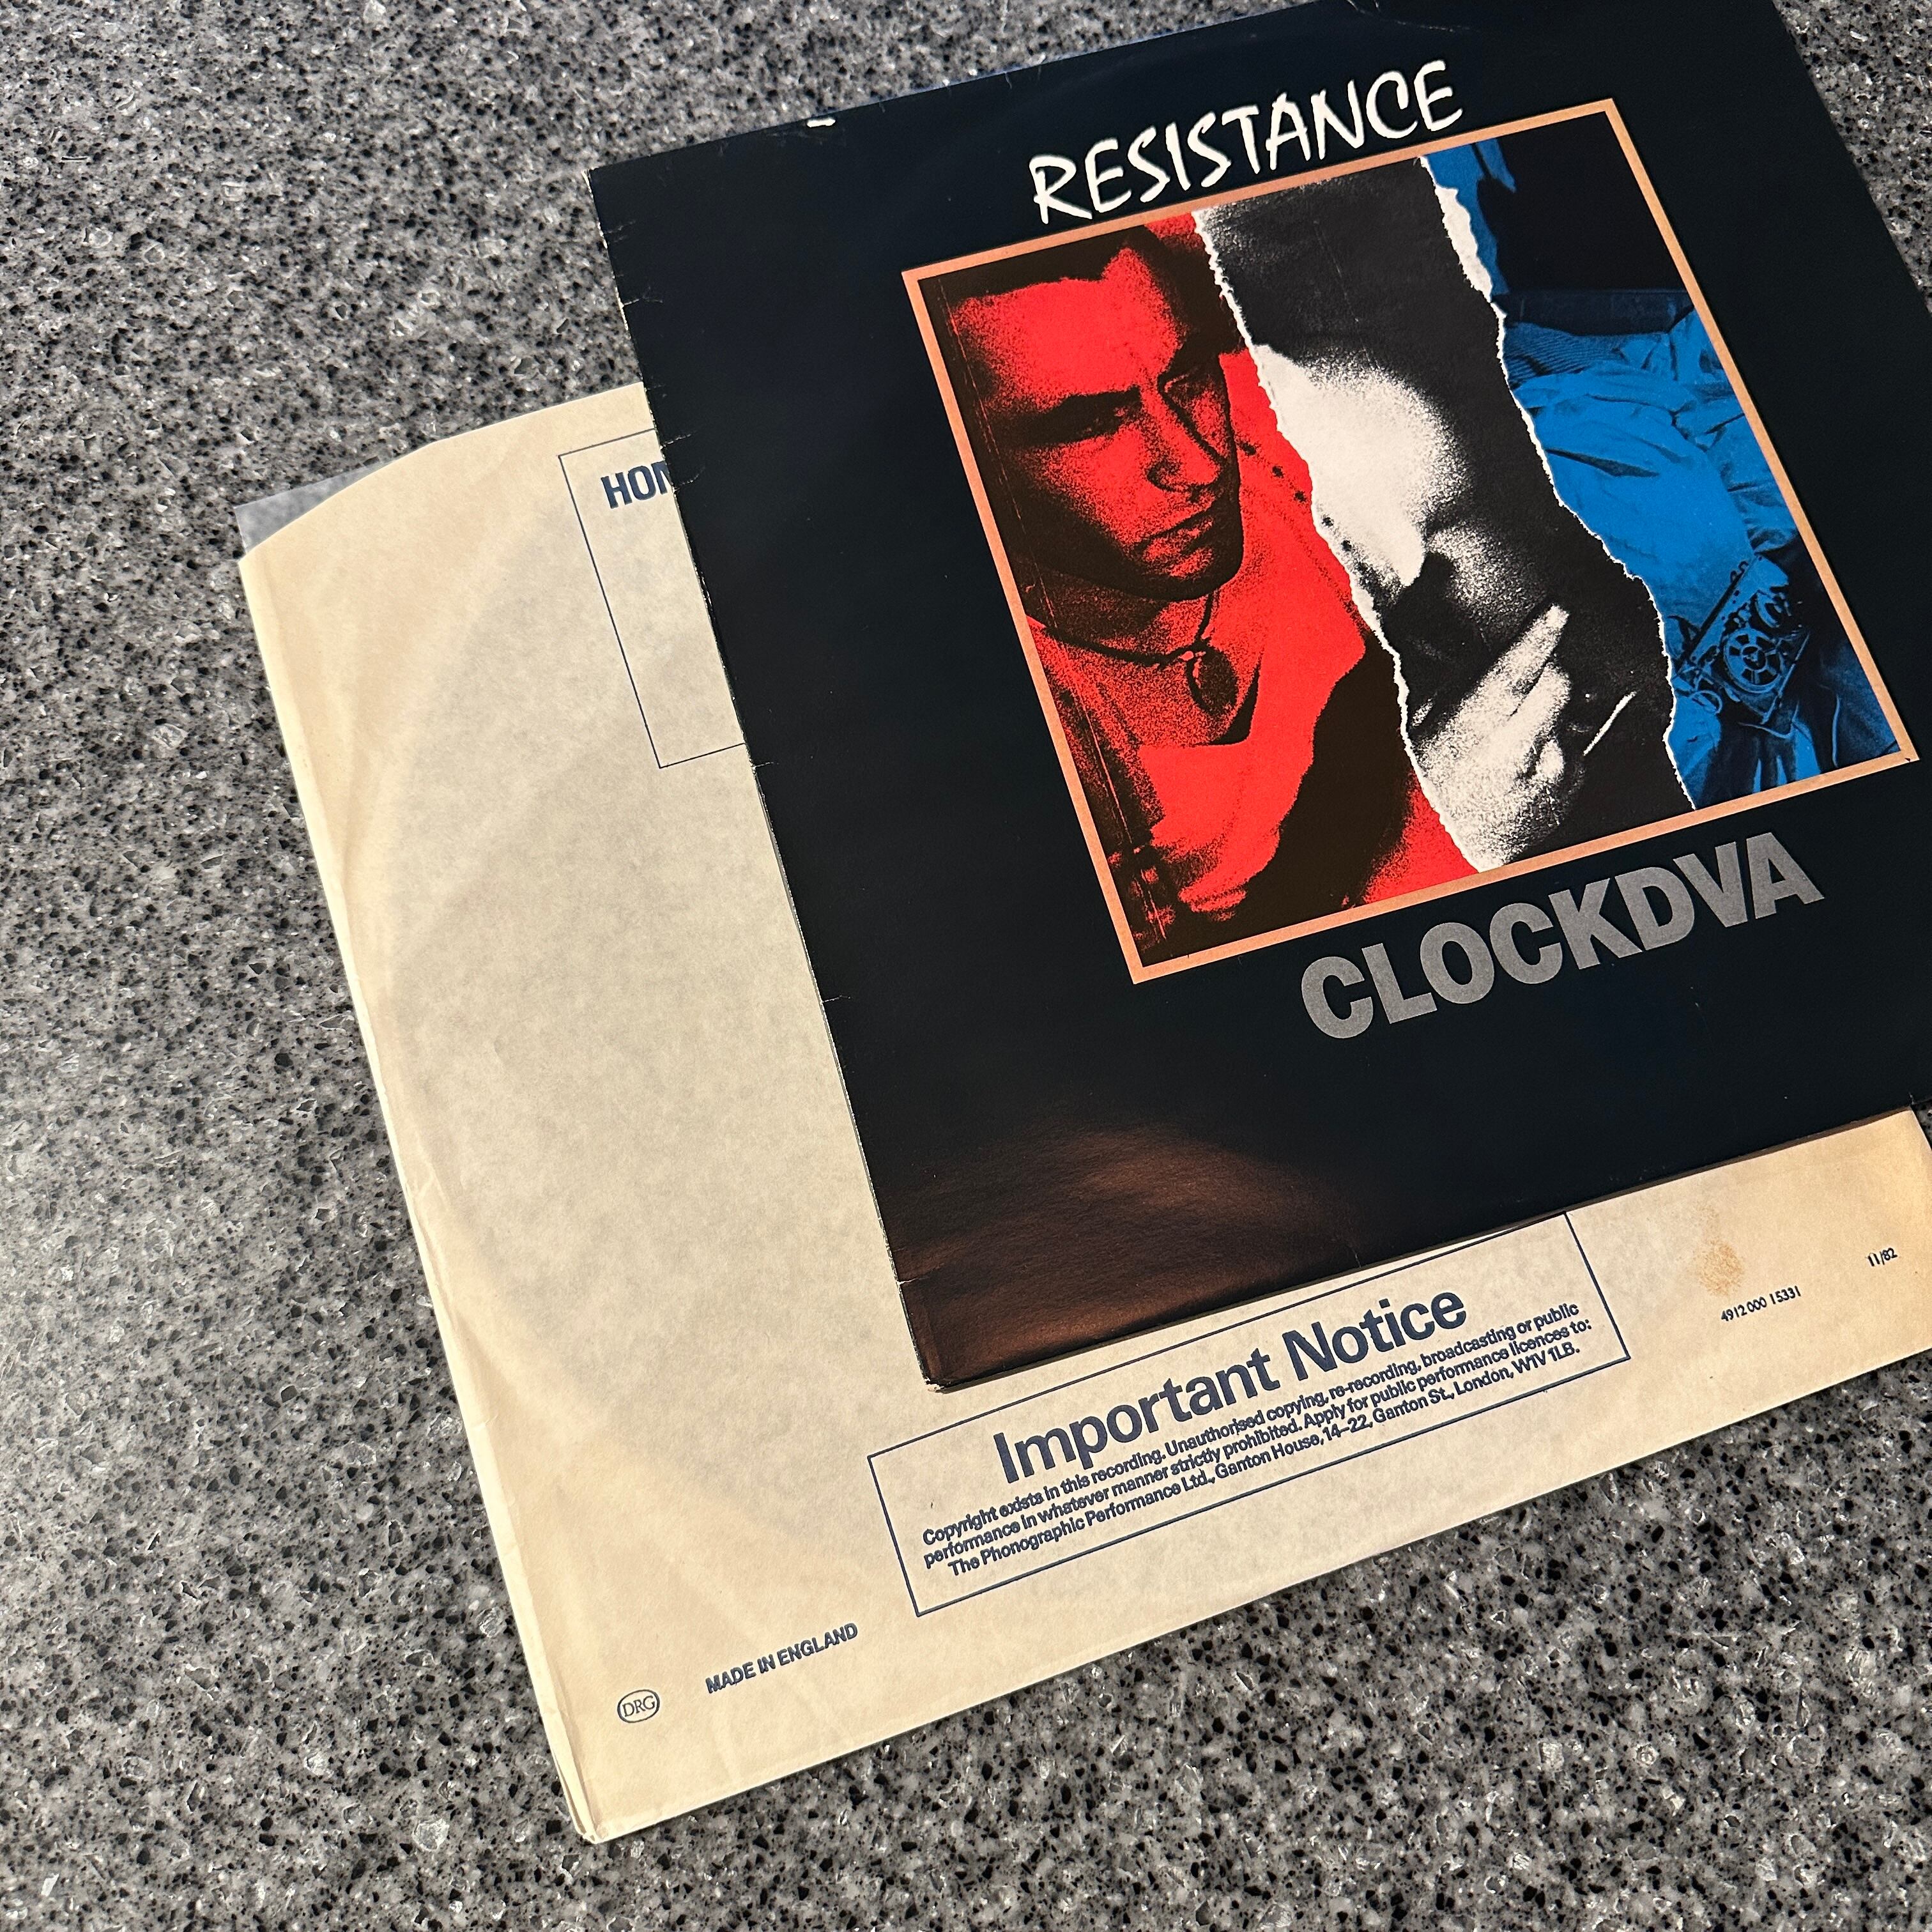 RESISTANCE
CLOCKDVA
Important Notice
Copyright exists in this recording. Unauthorised copying, re-recording, broadcasting or public
performance in whatever manner strictly prohibited. Apply for public performance licences to:
The Phonographic Performance Ltd., Ganton House, 14–22, Ganton St., London, W1V 1LB.
4912 000 15331
11/82
MADE IN ENGLAND
DRG